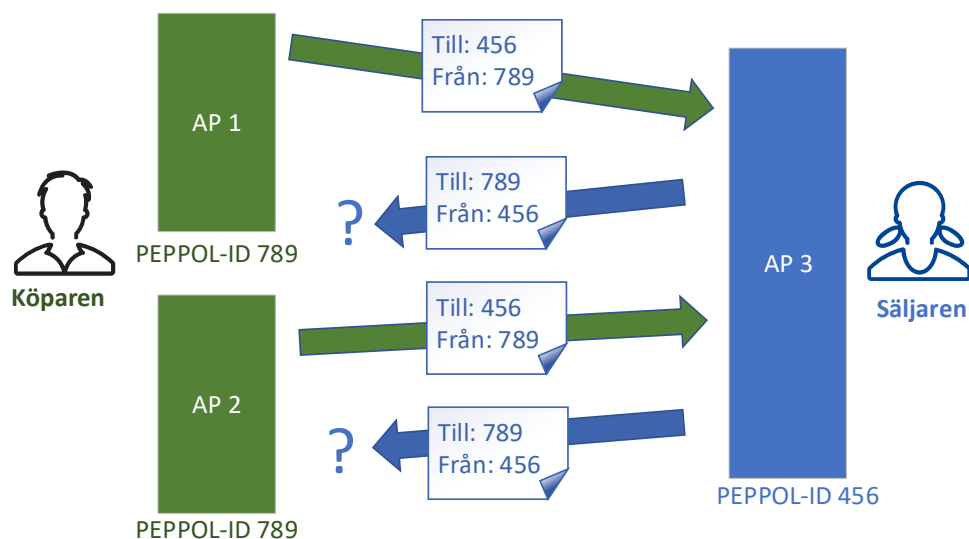 Till: 456
Från: 789
AP 1
Till: 789
Från: 456
?
PEPPOL-ID 789
Köparen
AP 3
Säljaren
Till: 456
Från: 789
AP 2
Till: 789
Från: 456
?
PEPPOL-ID 456
PEPPOL-ID 789